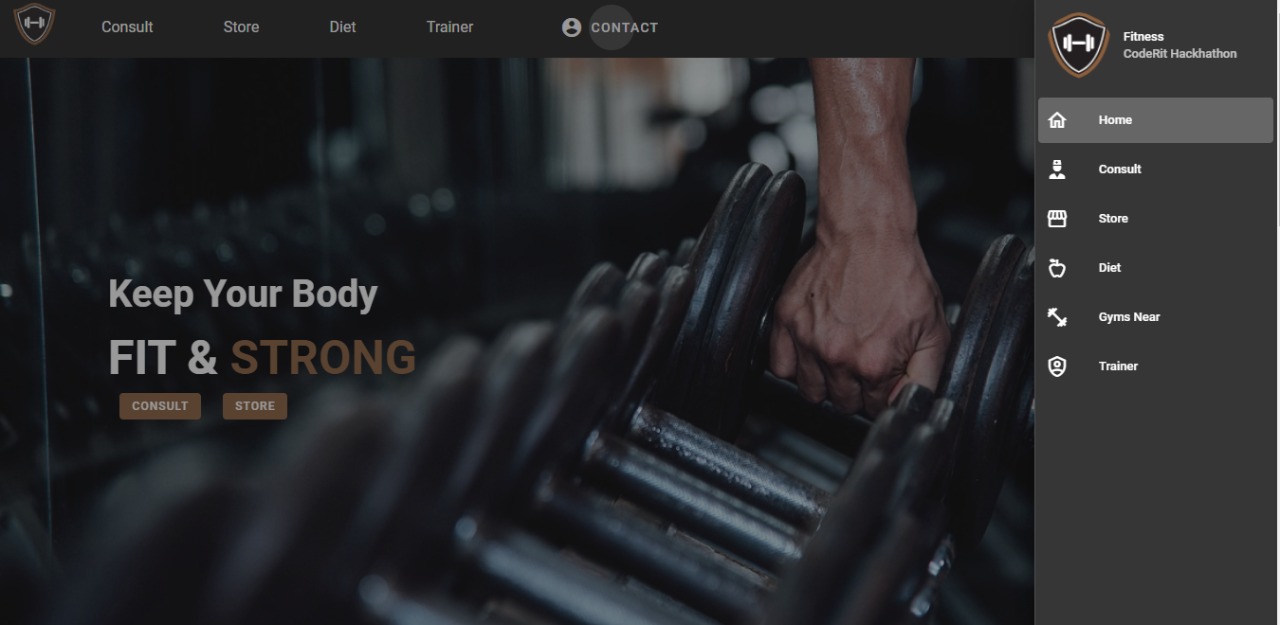 Consult
Store
Diet
Trainer
CONTACT
Keep Your Body
FIT & STRONG
CONSULT
STORE
Fitness
CodeRit Hackhathon
Home
Consult
Store
Diet
Gyms Near
Trainer